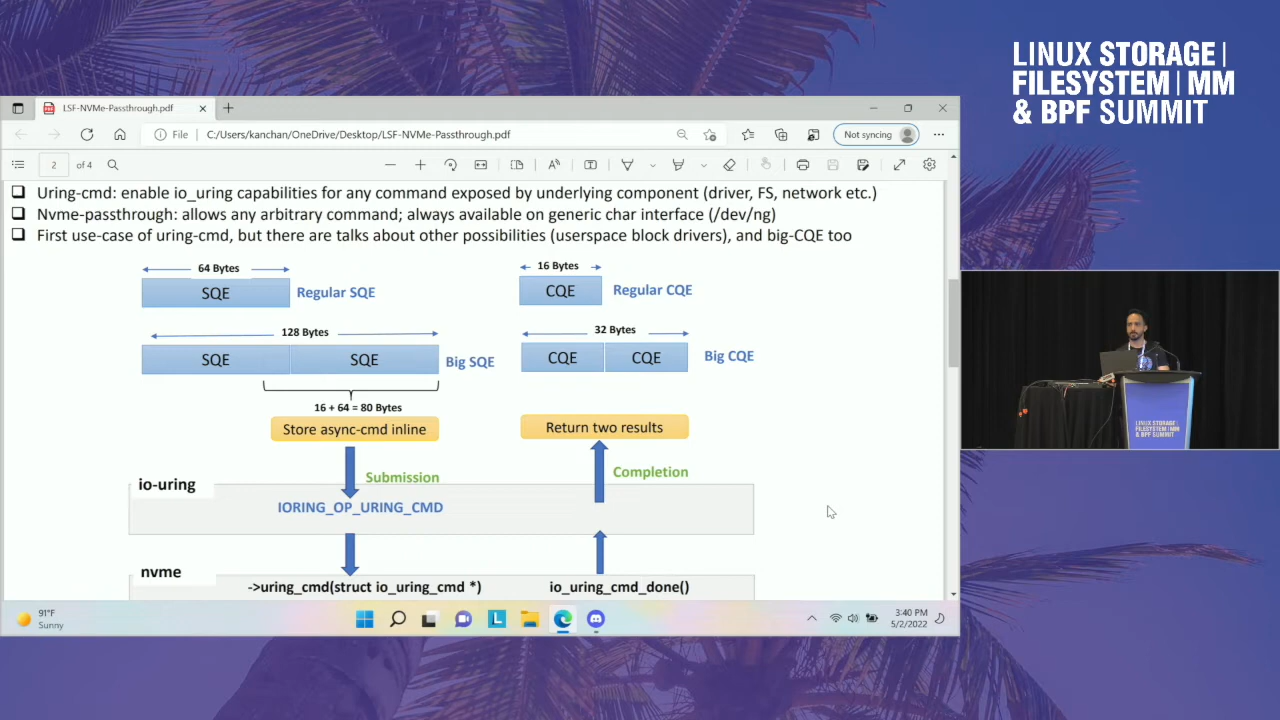 LINUX STORAGE |
FILESYSTEM | MM
& BPF SUMMIT
LSF-NVMe-Passthrough.pdf
File
C:/Users/kanchan/OneDrive/Desktop/LSF-NVMe-Passthrough.pdf
Not syncing
2 of 4
Uring-cmd: enable io_uring capabilities for any command exposed by underlying component (driver, FS, network etc.)
Nvme-passthrough: allows any arbitrary command; always available on generic char interface (/dev/ng)
First use-case of uring-cmd, but there are talks about other possibilities (userspace block drivers), and big-CQE too
64 Bytes
16 Bytes
SQE
Regular SQE
CQE
Regular CQE
128 Bytes
32 Bytes
SQE
SQE
Big SQE
CQE
CQE
Big CQE
16 + 64 = 80 Bytes
Store async-cmd inline
Return two results
Submission
Completion
io-uring
IORING_OP_URING_CMD
nvme
->uring_cmd(struct io_uring_cmd *)
io_uring_cmd_done()
91°F
Sunny
3:40 PM
5/2/2022
LINUX STORAGE |
FILESYSTEM | MM
& BPF SUMMIT